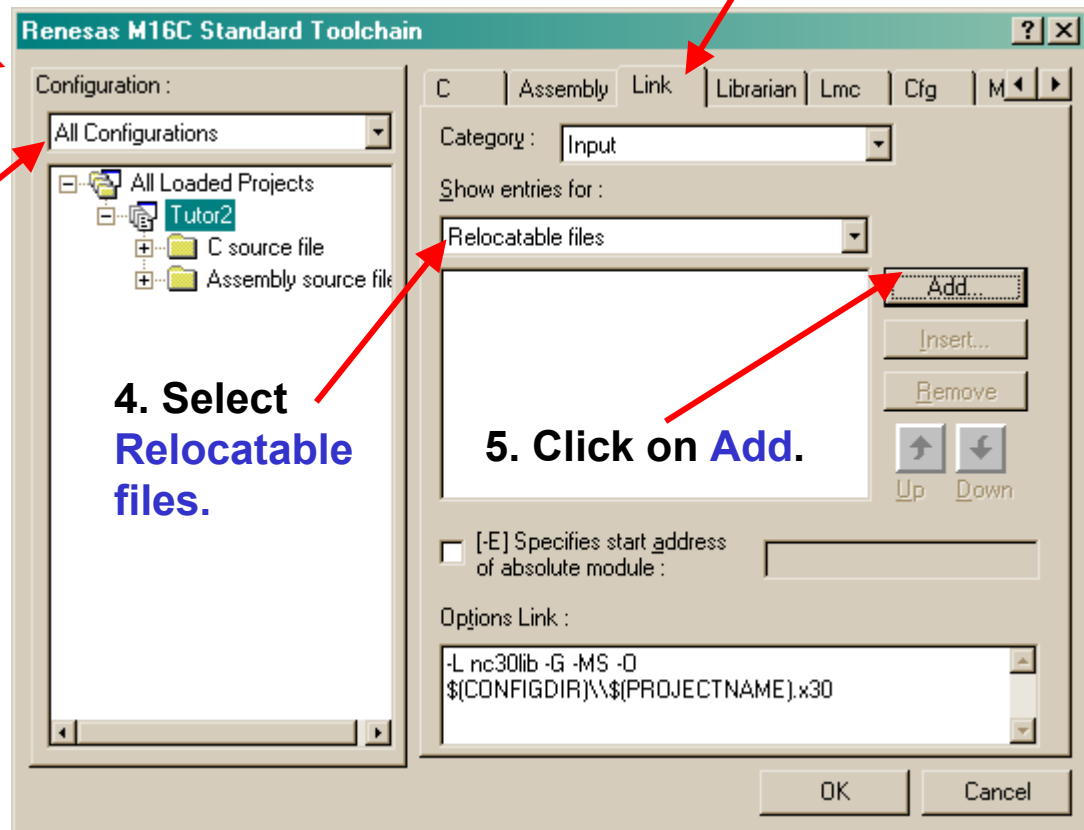 Renesas M16C Standard Toolchain
Configuration :
All Configurations
All Loaded Projects
Tutor2
C source file
Assembly source file
4. Select
Relocatable
files.
C Assembly Link Librarian Lmc Cfg M
Category : Input
Show entries for :
Relocatable files
Add...
Insert...
Remove
Up Down
5. Click on Add.
[-E] Specifies start address
of absolute module :
Options Link :
-L nc30lib -G -MS -O
$(CONFIGDIR)\\$(PROJECTNAME).x30
OK Cancel